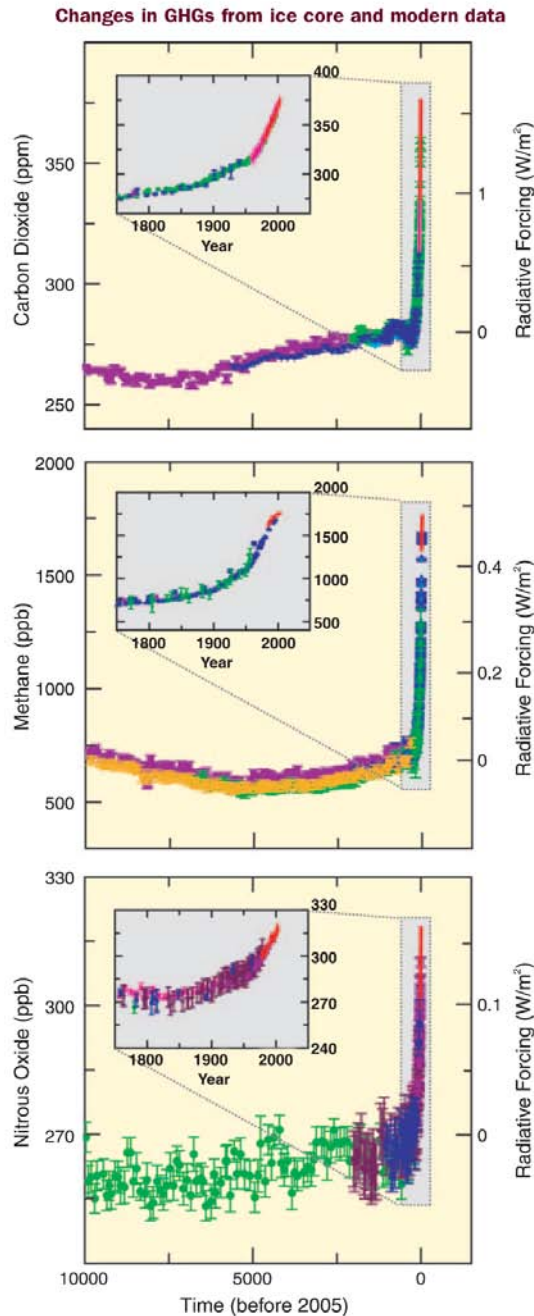 Changes in GHGs from ice core and modern data
400
350
300
1800 1900 2000
Year
Carbon Dioxide (ppm)
350
300
250
1
0
Radiative Forcing (W/m²)
2000
1500
1000
500
1800 1900 2000
Year
Methane (ppb)
2000
1500
1000
500
0.4
0.2
0
Radiative Forcing (W/m²)
330
300
270
240
1800 1900 2000
Year
Nitrous Oxide (ppb)
330
300
270
0.1
0
Radiative Forcing (W/m²)
10000 5000 0
Time (before 2005)